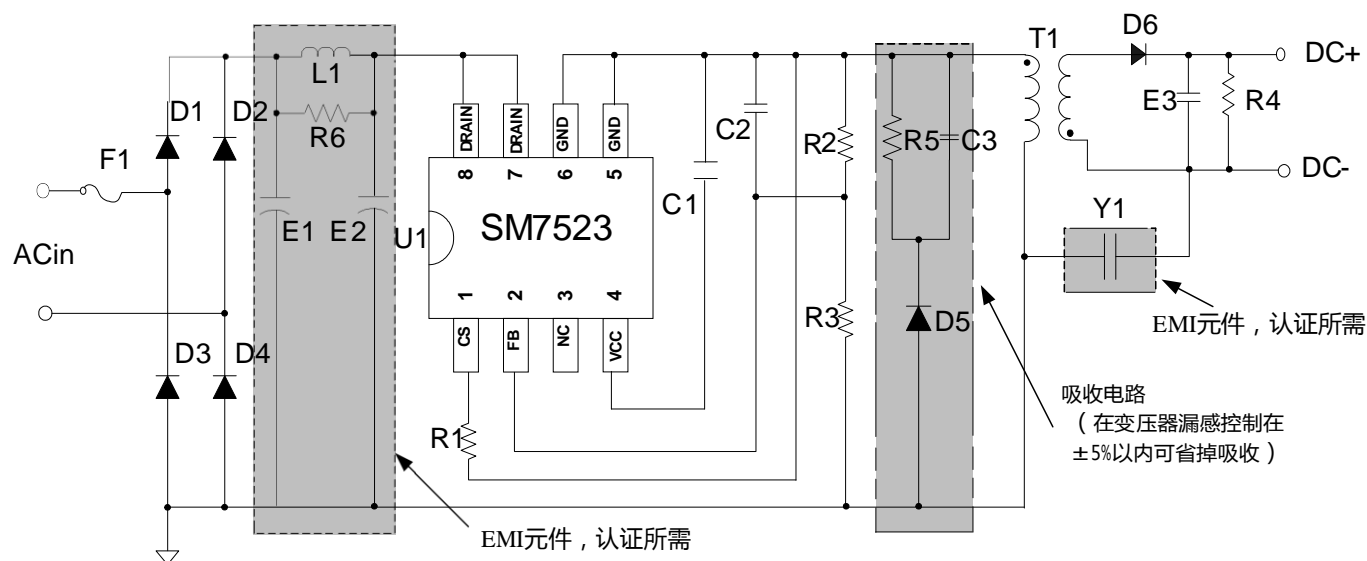 T1
D6
DC+
L1
D1
D2
E3
R4
R6
DRAIN
DRAIN
GND
GND
C2
R2
R5
C3
F1
8
7
6
5
C1
DC-
E1
E2
U1
SM7523
Y1
ACin
1
2
3
4
R3
D5
EMI元件，认证所需
CS
FB
NC
VCC
D3
D4
吸收电路
（在变压器漏感控制在
±5%以内可省掉吸收）
R1
EMI元件，认证所需